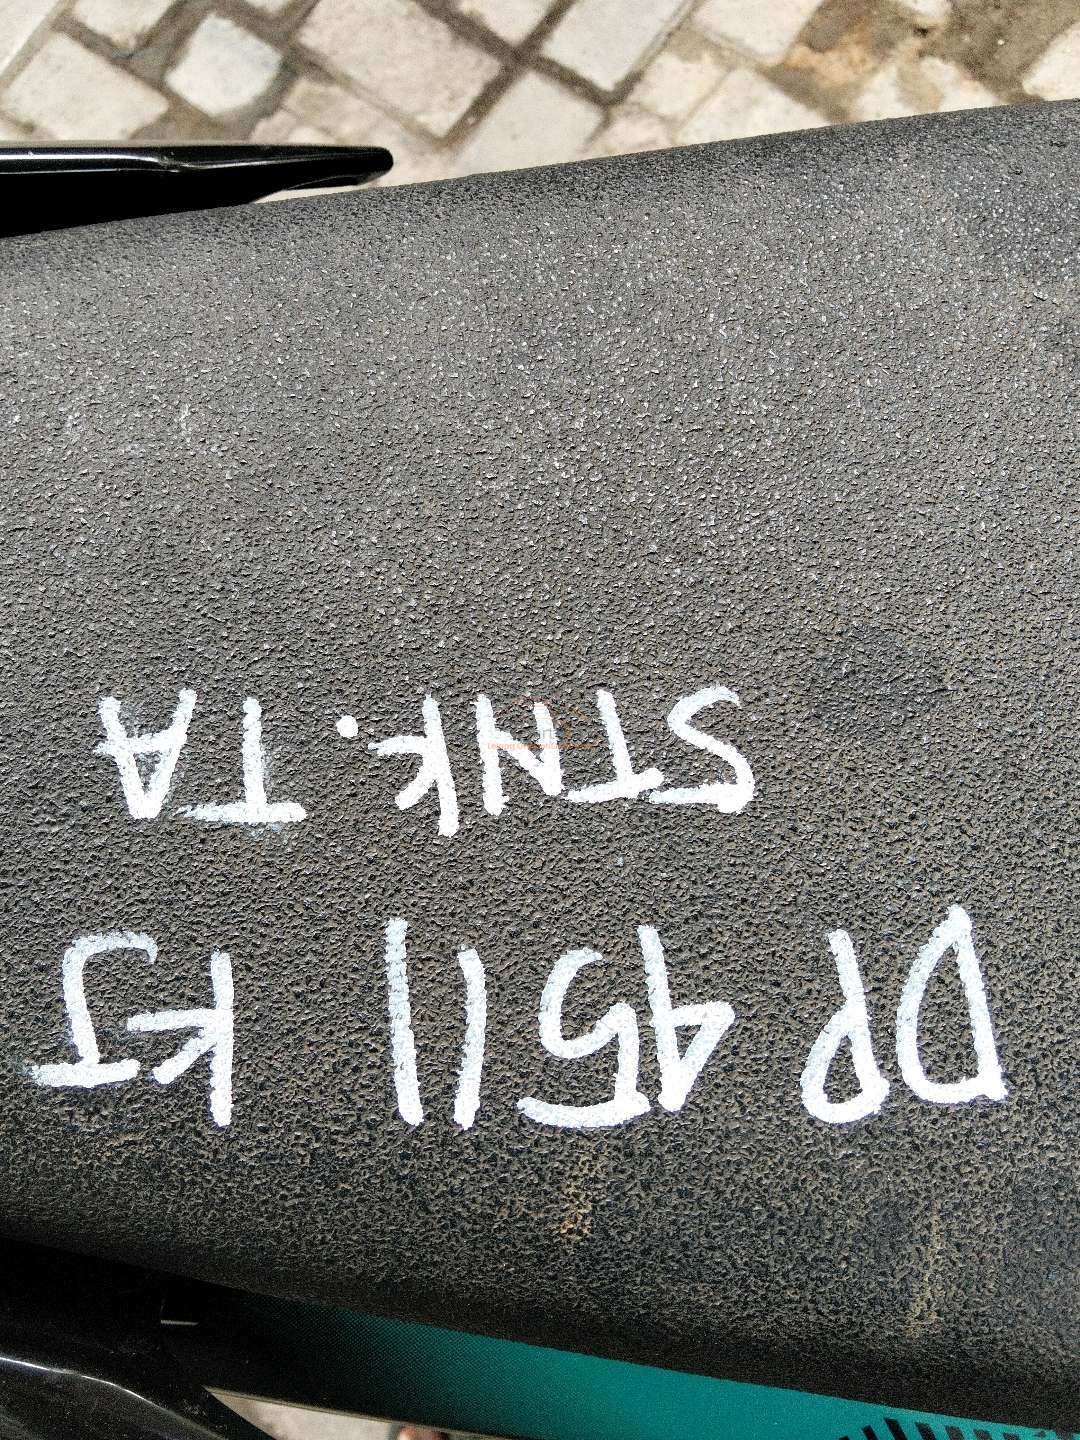 DP 4511 KJ
STNK. TA